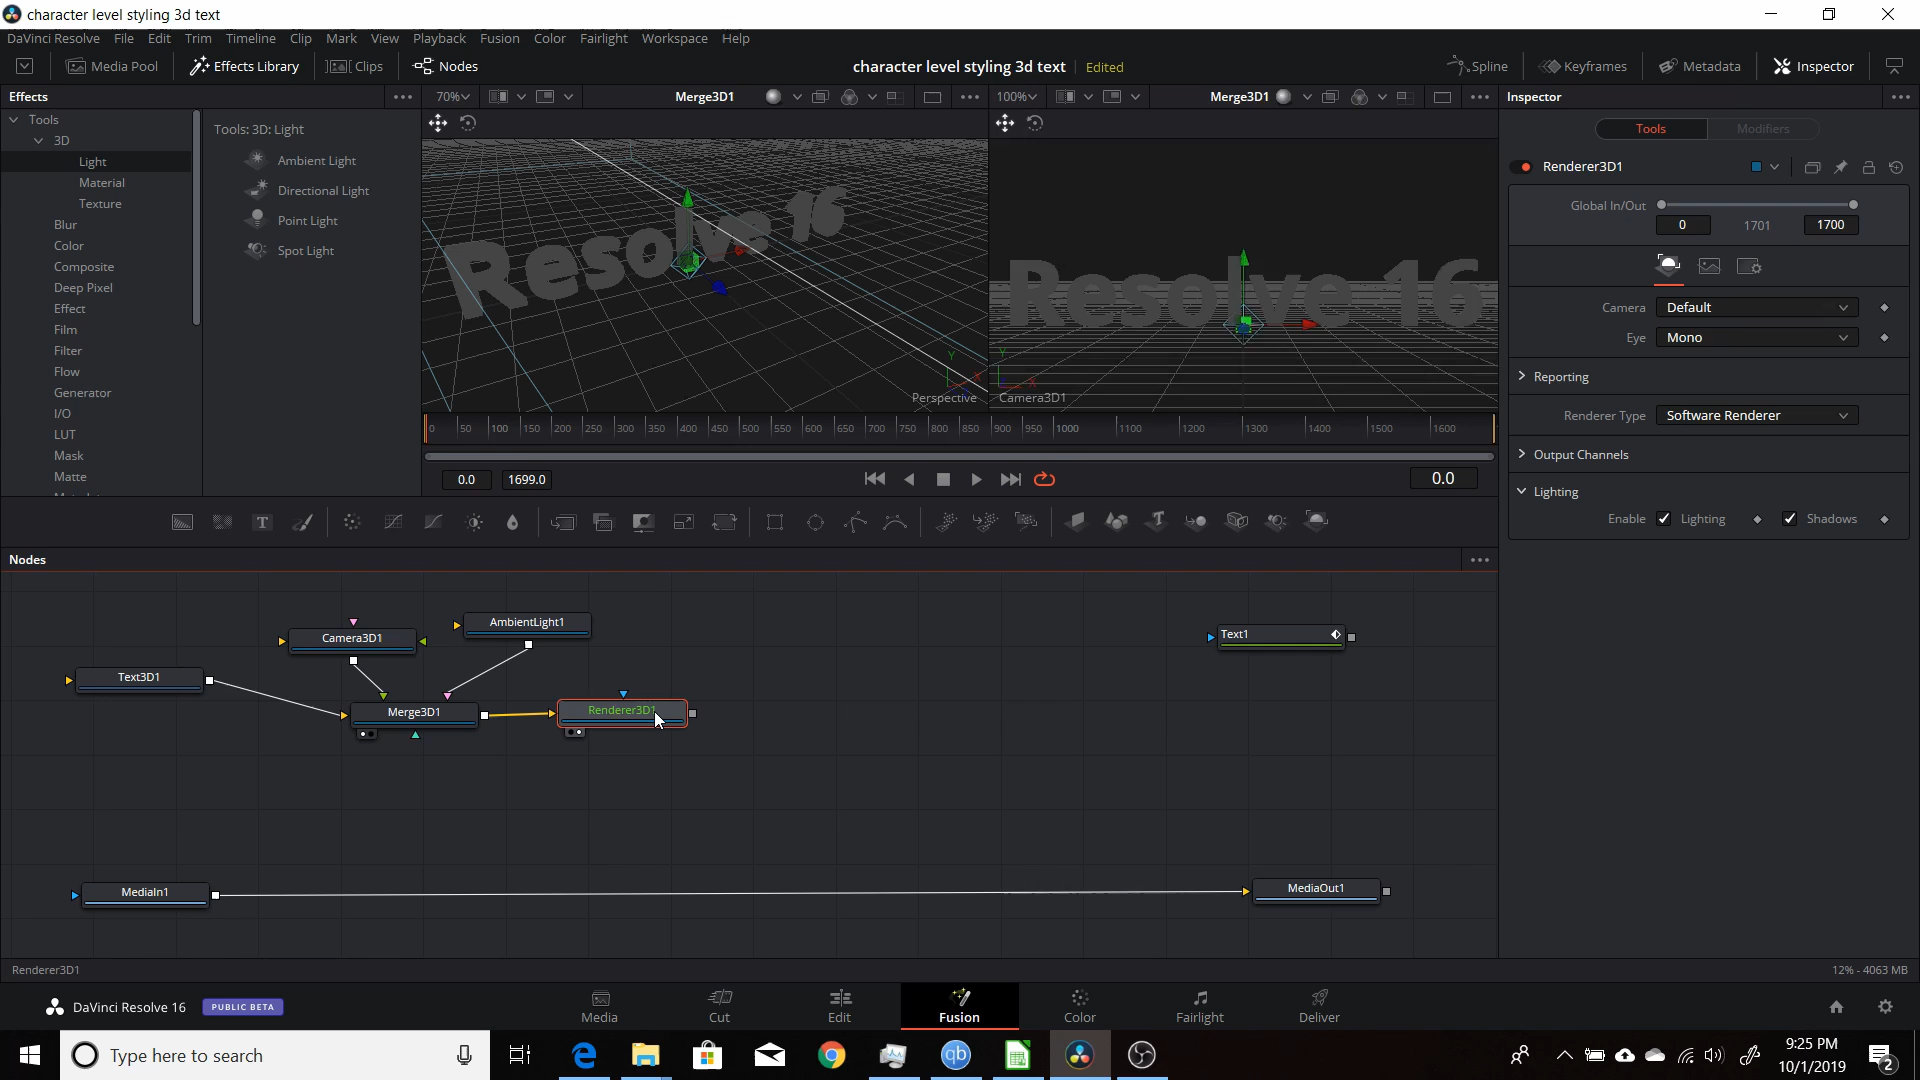 character level styling 3d text
DaVinci Resolve File Edit Trim Timeline Clip Mark View Playback Fusion Color Fairlight Workspace Help
Media Pool Effects Library Clips Nodes character level styling 3d text Edited Spline Keyframes Metadata Inspector
Effects 70% Merge3D1 100% Merge3D1 Inspector
Tools
3D
Light
Material
Texture
Blur
Color
Composite
Deep Pixel
Effect
Film
Filter
Flow
Generator
I/O
LUT
Mask
Matte
Tools: 3D: Light
Ambient Light
Directional Light
Point Light
Spot Light
Resolve 16
Y
X
Perspective
Resolve 16
Y
X
Camera3D1
0 50 100 150 200 250 300 350 400 450 500 550 600 650 700 750 800 850 900 950 1000 1100 1200 1300 1400 1500 1600
0.0 1699.0 0.0
Tools Modifiers
Renderer3D1
Global In/Out
0 1701 1700
Camera Default
Eye Mono
Reporting
Renderer Type Software Renderer
Output Channels
Lighting
Enable Lighting Shadows
T T
Nodes
Camera3D1
AmbientLight1
Text1
Text3D1
Merge3D1
Renderer3D1
MediaIn1
MediaOut1
Renderer3D1 12% - 4063 MB
DaVinci Resolve 16 PUBLIC BETA
Media Cut Edit Fusion Color Fairlight Deliver
Type here to search
qb
9:25 PM
10/1/2019
2